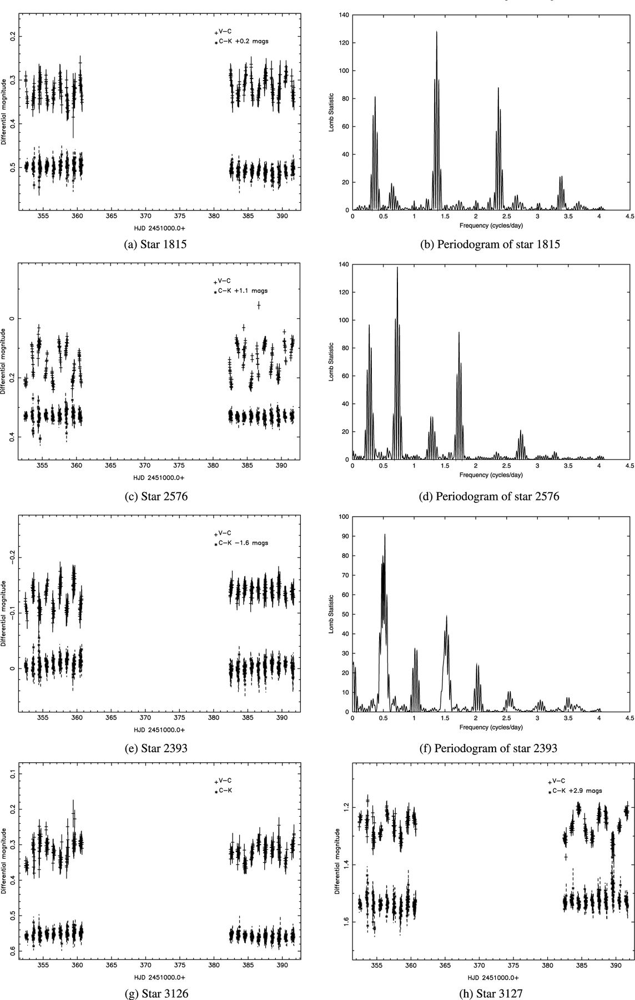 0.2
0.3
0.4
0.5
Differential magnitude
V−C
C−K +0.2 mags
355 360 365 370 375 380 385 390
HJD 2451000.0+
(a) Star 1815
140
120
100
80
60
40
20
0
Lomb Statistic
0 0.5 1 1.5 2 2.5 3 3.5 4 4.5
Frequency (cycles/day)
(b) Periodogram of star 1815
0
0.2
0.4
Differential magnitude
V−C
C−K +1.1 mags
355 360 365 370 375 380 385 390
HJD 2451000.0+
(c) Star 2576
140
120
100
80
60
40
20
0
Lomb Statistic
0 0.5 1 1.5 2 2.5 3 3.5 4 4.5
Frequency (cycles/day)
(d) Periodogram of star 2576
−0.2
−0.1
0
Differential magnitude
V−C
C−K −1.6 mags
355 360 365 370 375 380 385 390
HJD 2451000.0+
(e) Star 2393
100
90
80
70
60
50
40
30
20
10
0
Lomb Statistic
0 0.5 1 1.5 2 2.5 3 3.5 4 4.5
Frequency (cycles/day)
(f) Periodogram of star 2393
0.1
0.2
0.3
0.4
0.5
0.6
Differential magnitude
V−C
C−K
355 360 365 370 375 380 385 390
HJD 2451000.0+
(g) Star 3126
1.2
1.4
1.6
Differential magnitude
V−C
C−K +2.9 mags
355 360 365 370 375 380 385 390
HJD 2451000.0+
(h) Star 3127